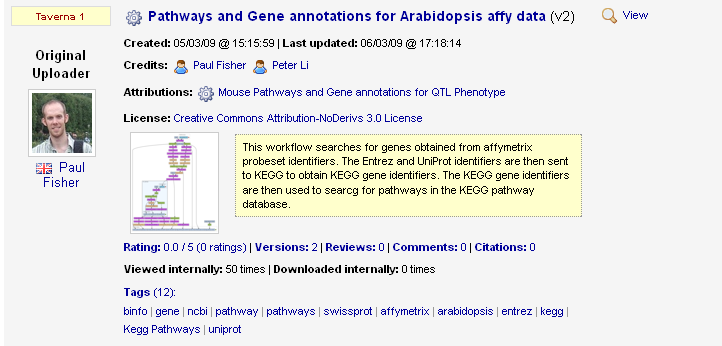 Taverna 1
Pathways and Gene annotations for Arabidopsis affy data (v2)
View
Created: 05/03/09 @ 15:15:59 | Last updated: 06/03/09 @ 17:18:14
Original
Uploader
Credits: Paul Fisher Peter Li
Attributions: Mouse Pathways and Gene annotations for QTL Phenotype
License: Creative Commons Attribution-NoDerivs 3.0 License
Paul
Fisher
This workflow searches for genes obtained from affymetrix
probeset identifiers. The Entrez and UniProt identifiers are then sent
to KEGG to obtain KEGG gene identifiers. The KEGG gene identifiers
are then used to searcg for pathways in the KEGG pathway
database.
Rating: 0.0 / 5 (0 ratings) | Versions: 2 | Reviews: 0 | Comments: 0 | Citations: 0
Viewed internally: 50 times | Downloaded internally: 0 times
Tags (12):
binfo | gene | ncbi | pathway | pathways | swissprot | affymetrix | arabidopsis | entrez | kegg |
Kegg Pathways | uniprot